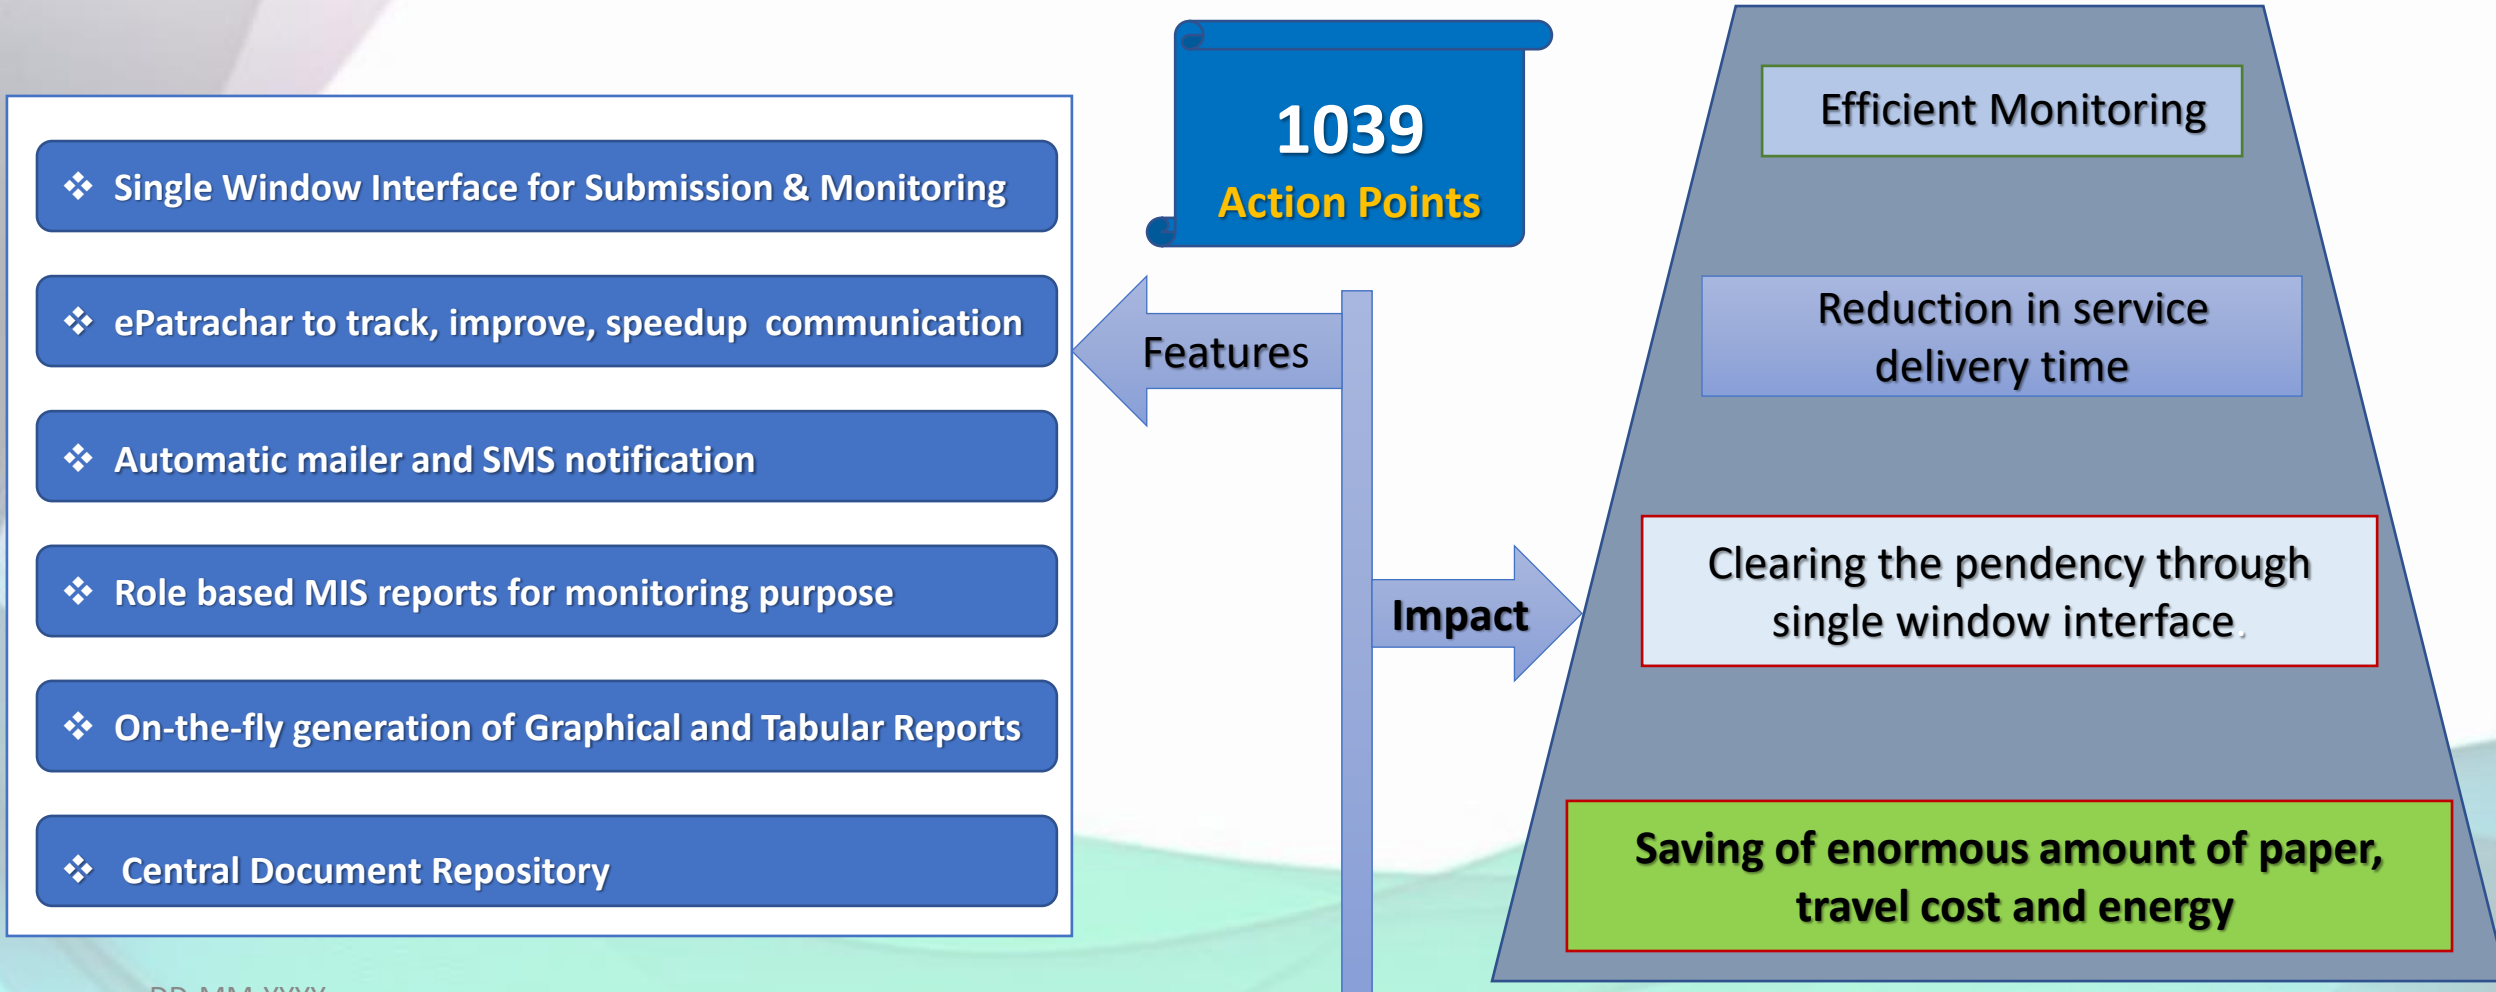 ❖ Single Window Interface for Submission & Monitoring
❖ ePatrachar to track, improve, speedup communication
❖ Automatic mailer and SMS notification
❖ Role based MIS reports for monitoring purpose
❖ On-the-fly generation of Graphical and Tabular Reports
❖ Central Document Repository
1039
Action Points
Features
Impact
Efficient Monitoring
Reduction in service
delivery time
Clearing the pendency through
single window interface.
Saving of enormous amount of paper,
travel cost and energy